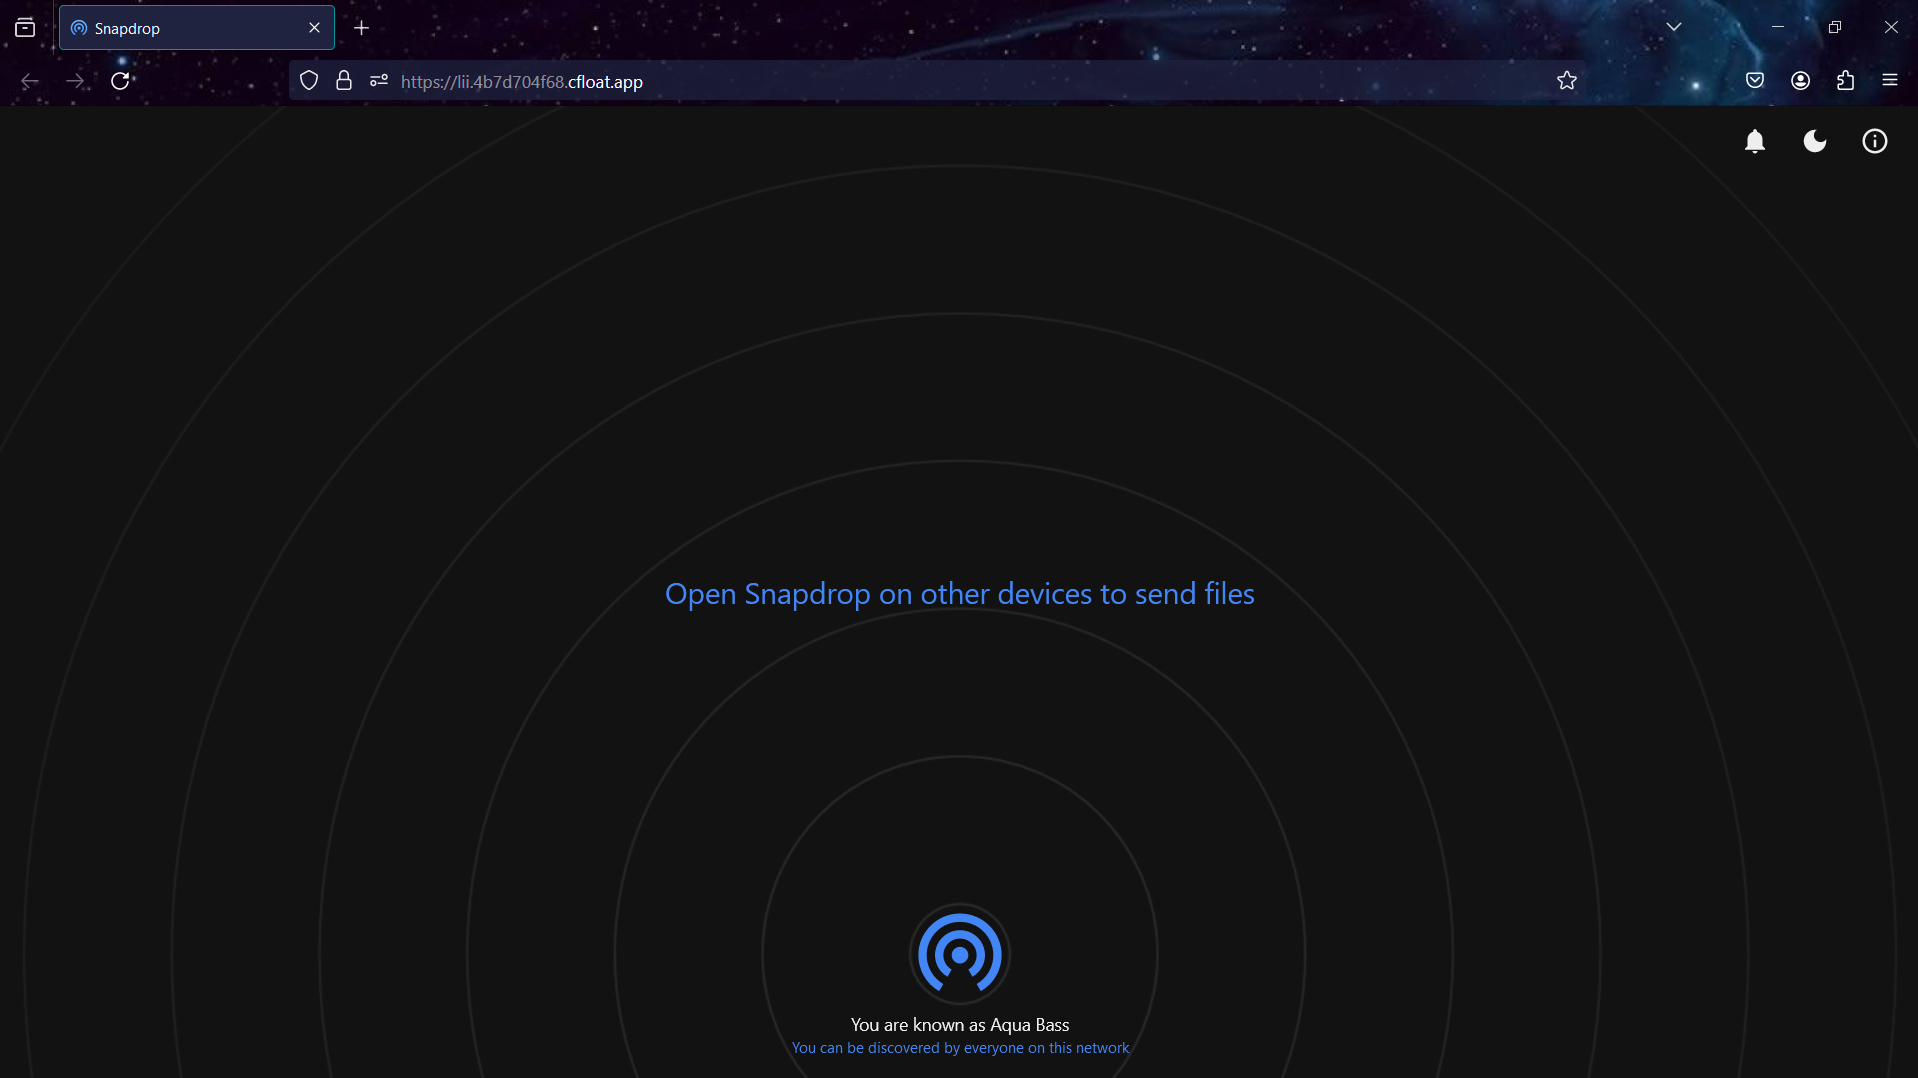 Snapdrop
https://lii.4b7d704f68.cfloat.app
Open Snapdrop on other devices to send files
You are known as Aqua Bass
You can be discovered by everyone on this network